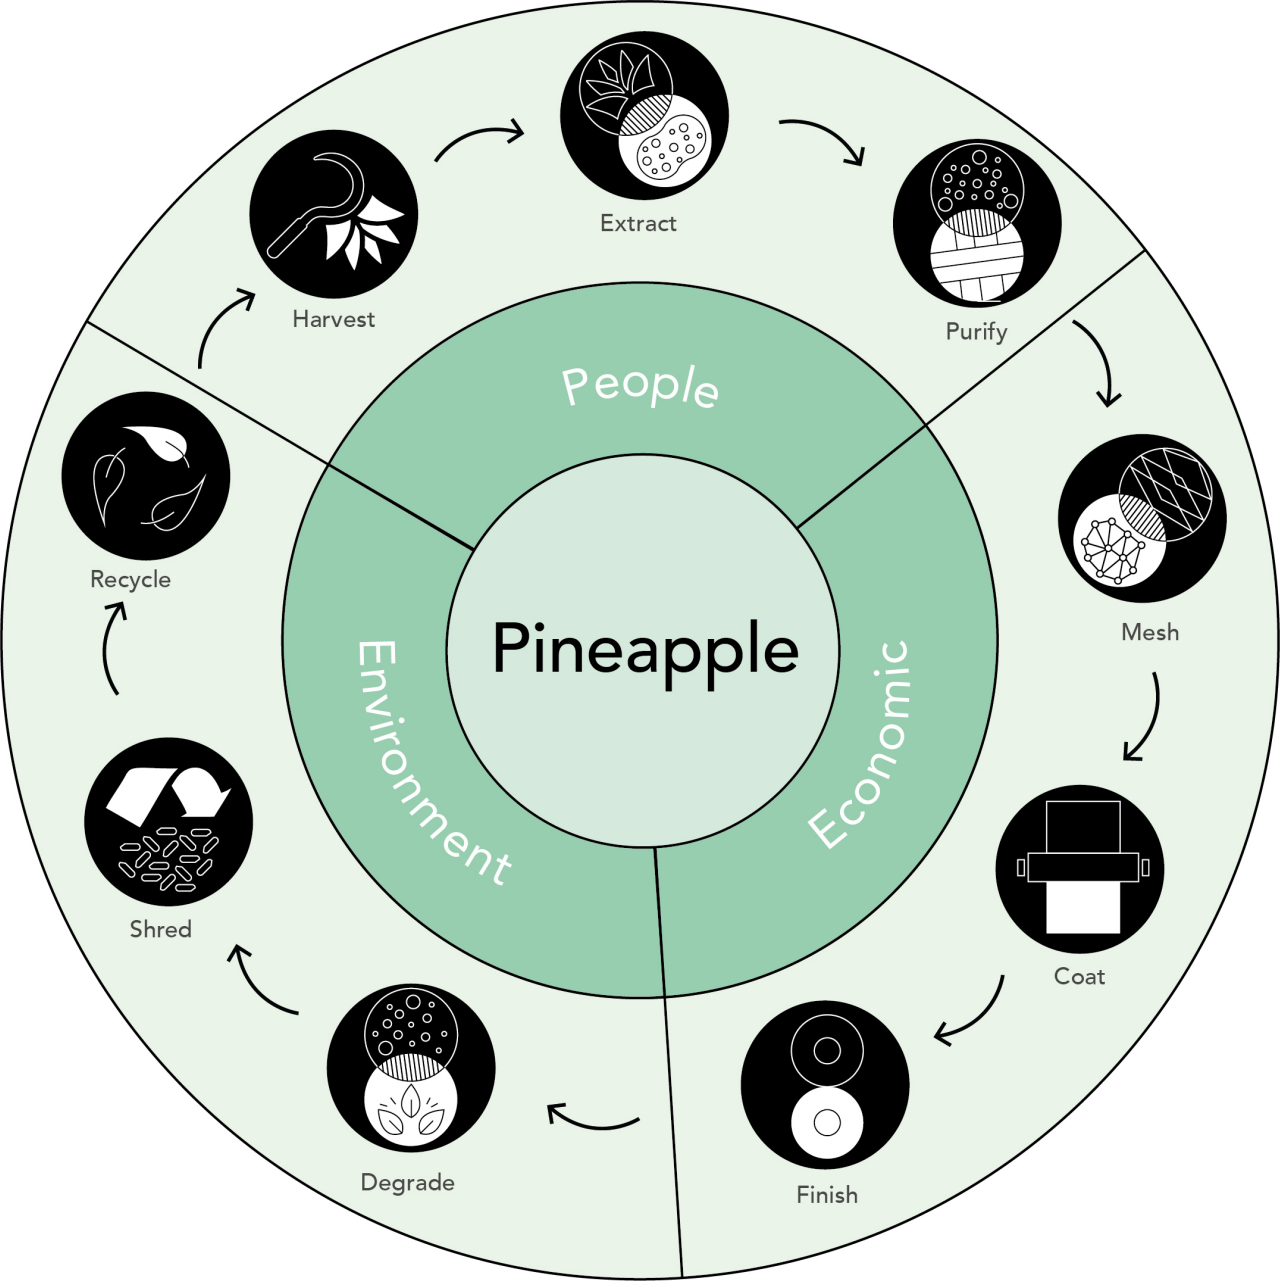 Extract
Harvest
Purify
People
Recycle
Pineapple
Mesh
Environment
Economic
Shred
Coat
Degrade
Finish